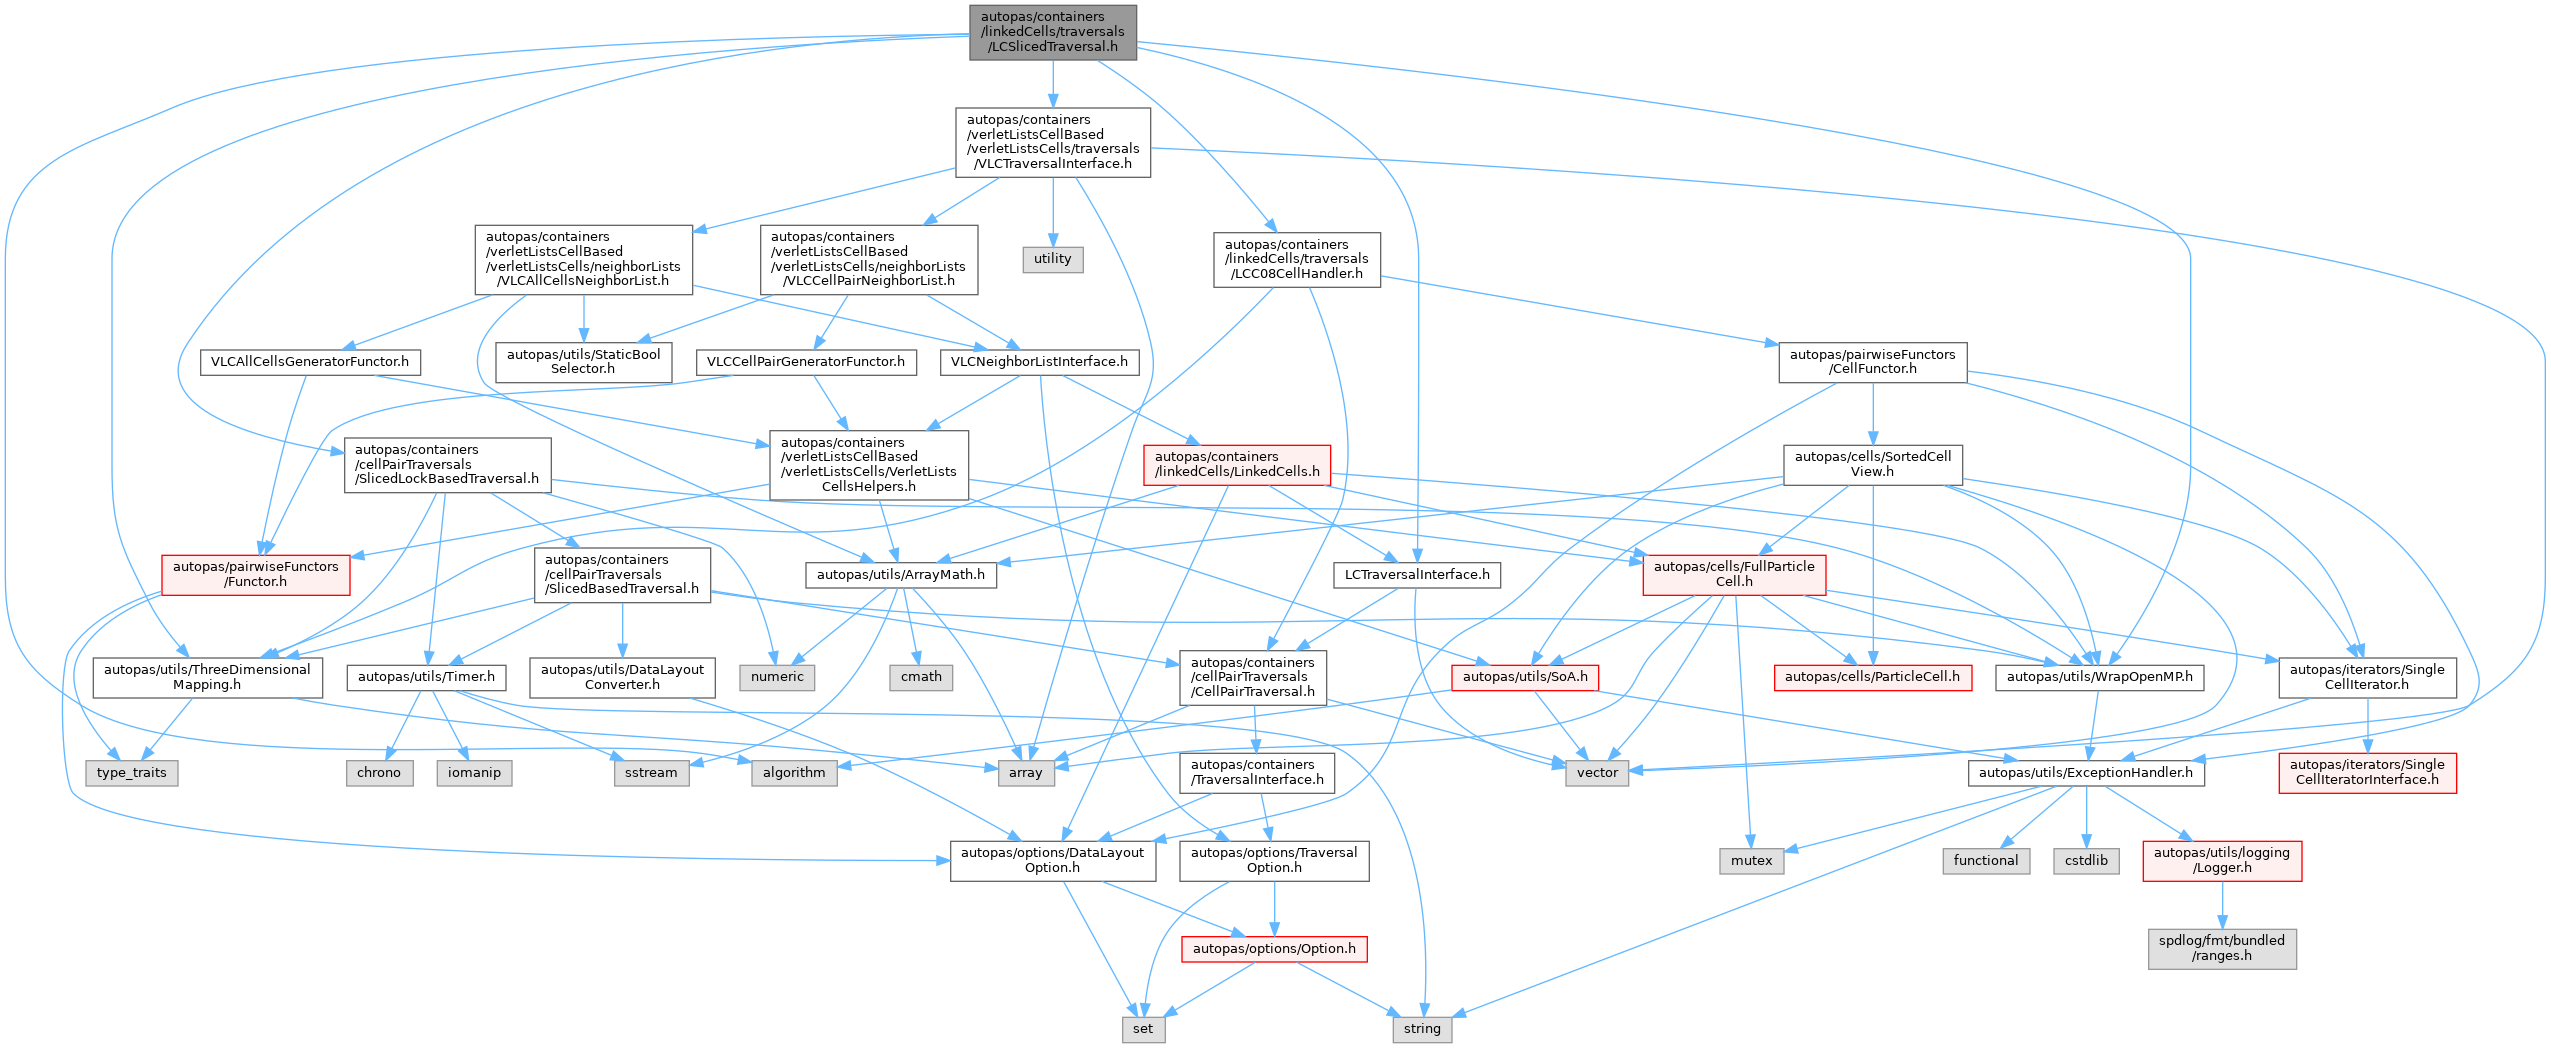 autopas/containers
/linkedCells/traversals
/LCSlicedTraversal.h
autopas/containers
/verletListsCellBased
/verletListsCells/traversals
/VLCTraversalInterface.h
autopas/containers
/verletListsCellBased
/verletListsCells/neighborLists
/VLCAllCellsNeighborList.h
autopas/containers
/verletListsCellBased
/verletListsCells/neighborLists
/VLCCellPairNeighborList.h
utility
autopas/containers
/linkedCells/traversals
/LCC08CellHandler.h
VLCAllCellsGeneratorFunctor.h
autopas/utils/StaticBool
Selector.h
VLCCellPairGeneratorFunctor.h
VLCNeighborListInterface.h
autopas/pairwiseFunctors
/CellFunctor.h
autopas/containers
/cellPairTraversals
/SlicedLockBasedTraversal.h
autopas/containers
/verletListsCellBased
/verletListsCells/VerletLists
CellsHelpers.h
autopas/containers
/linkedCells/LinkedCells.h
autopas/cells/SortedCell
View.h
autopas/pairwiseFunctors
/Functor.h
autopas/containers
/cellPairTraversals
/SlicedBasedTraversal.h
autopas/utils/ArrayMath.h
LCTraversalInterface.h
autopas/cells/FullParticle
Cell.h
autopas/utils/ThreeDimensional
Mapping.h
autopas/utils/Timer.h
autopas/utils/DataLayout
Converter.h
numeric
cmath
autopas/containers
/cellPairTraversals
/CellPairTraversal.h
autopas/utils/SoA.h
autopas/cells/ParticleCell.h
autopas/utils/WrapOpenMP.h
autopas/iterators/Single
CellIterator.h
type_traits
chrono
iomanip
sstream
algorithm
array
autopas/containers
/TraversalInterface.h
vector
autopas/utils/ExceptionHandler.h
autopas/iterators/Single
CellIteratorInterface.h
autopas/options/DataLayout
Option.h
autopas/options/Traversal
Option.h
mutex
functional
cstdlib
autopas/utils/logging
/Logger.h
autopas/options/Option.h
spdlog/fmt/bundled
/ranges.h
set
string